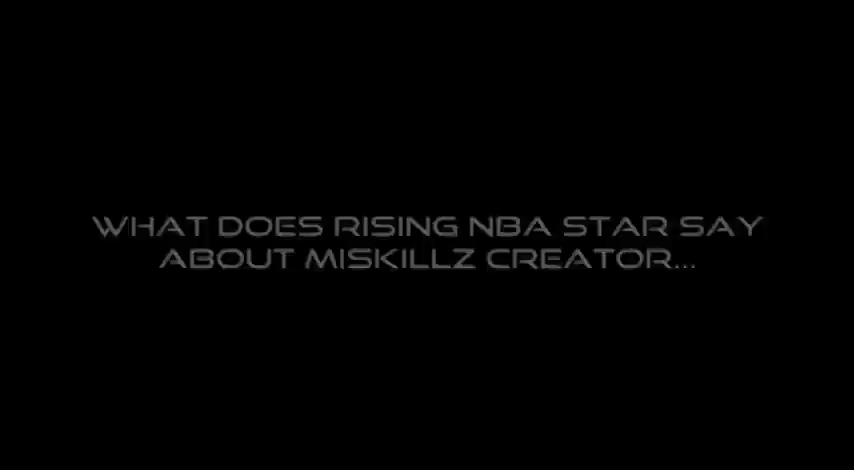 WHAT DOES RISING NBA STAR SAY
ABOUT MISKILLZ CREATOR...